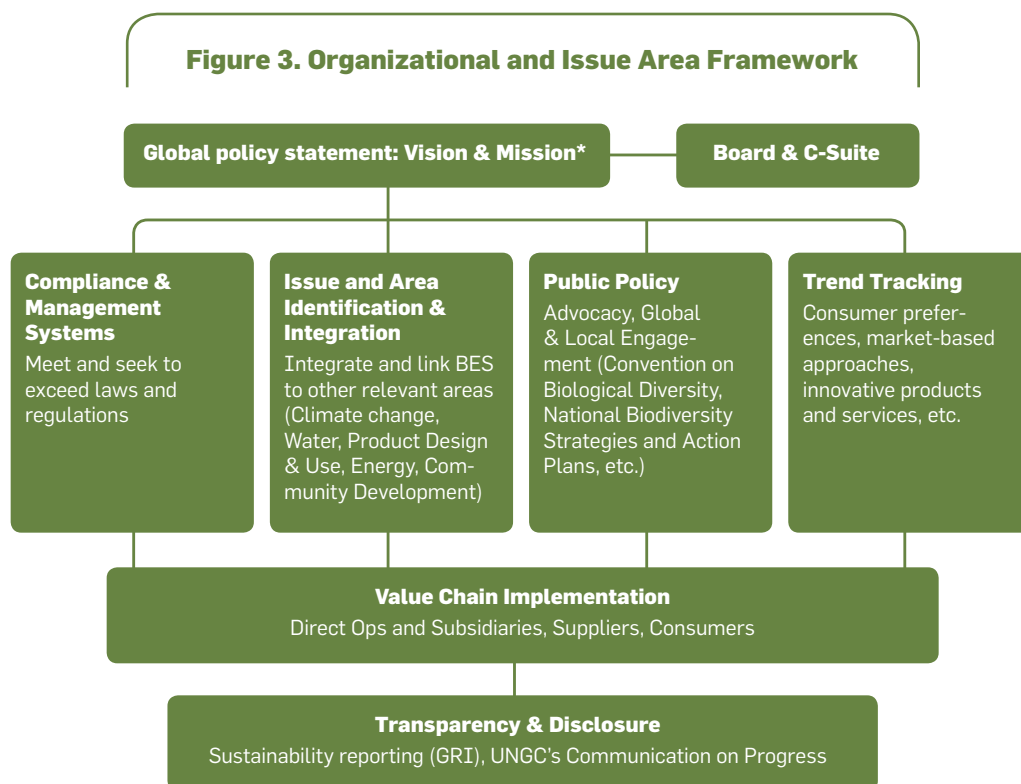 Figure 3. Organizational and Issue Area Framework
Global policy statement: Vision & Mission*
Board & C-Suite
Compliance &
Management
Systems
Meet and seek to
exceed laws and
regulations
Issue and Area
Identification &
Integration
Integrate and link BES
to other relevant areas
(Climate change,
Water, Product Design
& Use, Energy, Com-
munity Development)
Public Policy
Advocacy, Global
& Local Engage-
ment (Convention on
Biological Diversity,
National Biodiversity
Strategies and Action
Plans, etc.)
Trend Tracking
Consumer prefer-
ences, market-based
approaches,
innovative products
and services, etc.
Value Chain Implementation
Direct Ops and Subsidiaries, Suppliers, Consumers
Transparency & Disclosure
Sustainability reporting (GRI), UNGC's Communication on Progress